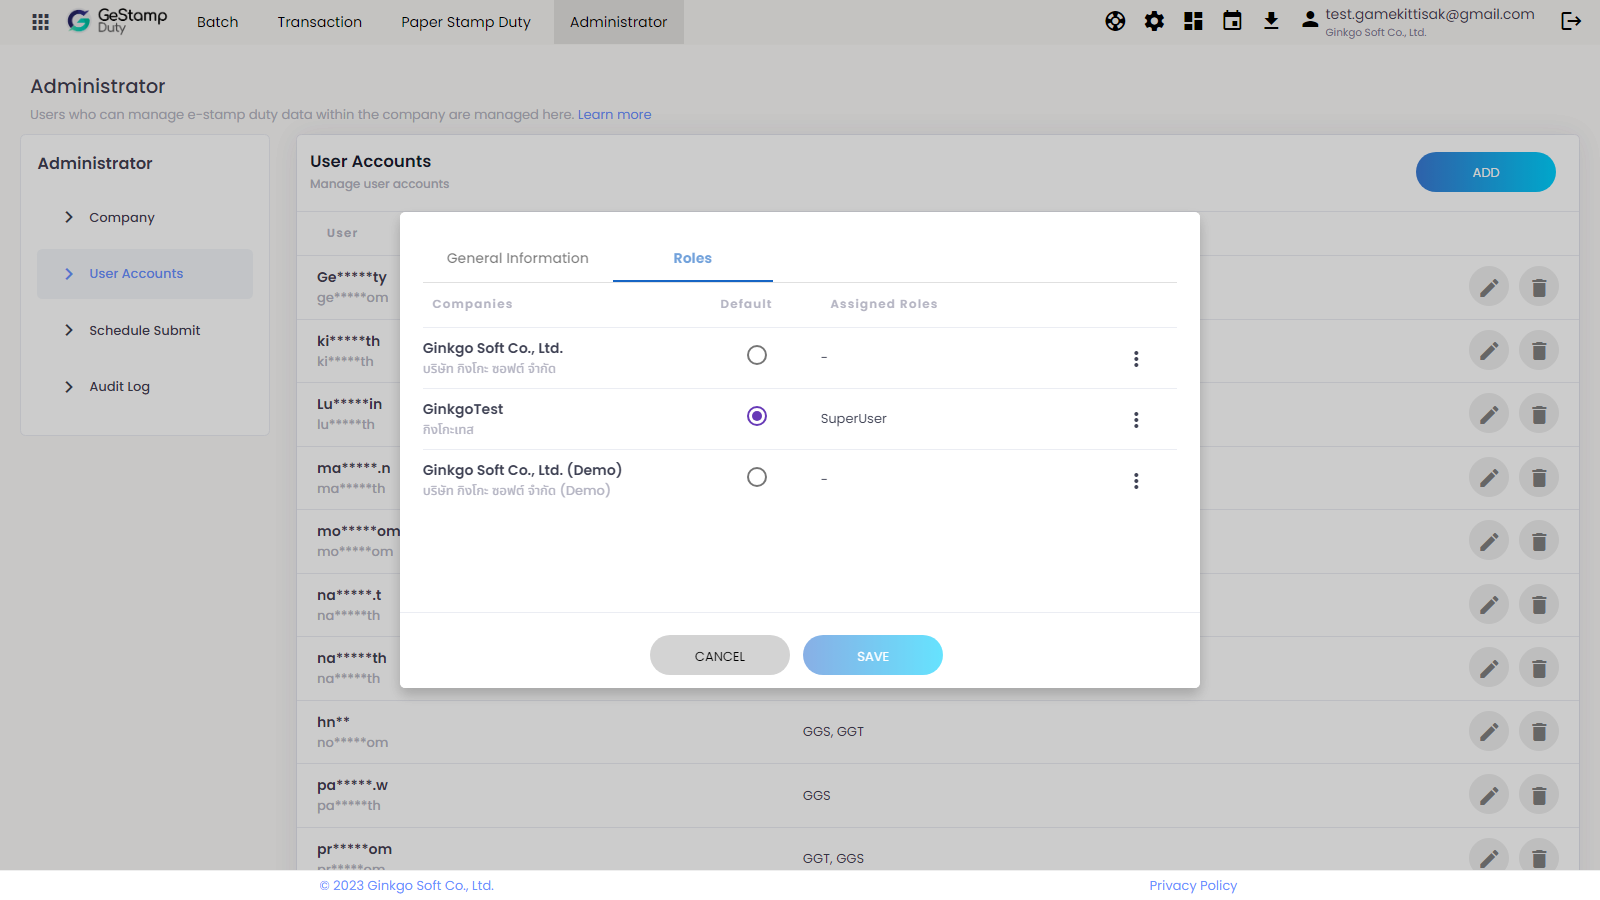 GeStamp
Duty
Batch
Transaction
Paper Stamp Duty
Administrator
test.gamekittisak@gmail.com
Ginkgo Soft Co., Ltd.
Administrator
Users who can manage e-stamp duty data within the company are managed here. Learn more
Administrator
Company
User Accounts
Schedule Submit
Audit Log
User Accounts
Manage user accounts
ADD
User
Ge*****ty
ge*****om
ki*****th
ki*****th
Lu*****in
lu*****th
ma*****.n
ma*****th
mo*****om
mo*****om
na*****.t
na*****th
na*****th
na*****th
hn**
no*****om
GGS, GGT
pa*****.w
pa*****th
GGS
pr*****om
pr*****om
GGT, GGS
General Information
Roles
Companies
Default
Assigned Roles
Ginkgo Soft Co., Ltd.
บริษัท กิงโกะ ซอฟต์ จำกัด
-
GinkgoTest
กิงโกะเทส
SuperUser
Ginkgo Soft Co., Ltd. (Demo)
บริษัท กิงโกะ ซอฟต์ จำกัด (Demo)
-
CANCEL
SAVE
© 2023 Ginkgo Soft Co., Ltd.
Privacy Policy